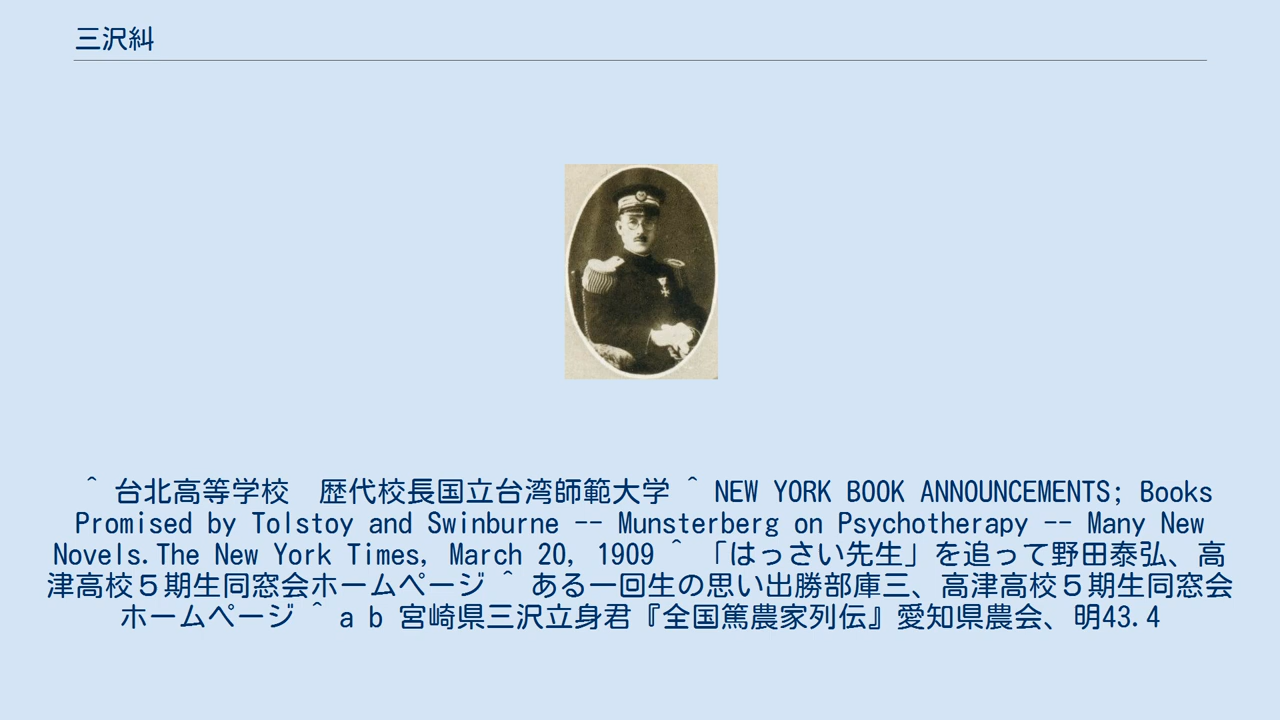 三沢糾
^ 台北高等学校　歴代校長国立台湾師範大学 ^ NEW YORK BOOK ANNOUNCEMENTS; Books
Promised by Tolstoy and Swinburne -- Munsterberg on Psychotherapy -- Many New
Novels.The New York Times, March 20, 1909 ^ 「はっさい先生」を追って野田泰弘、高
津高校５期生同窓会ホームページ ^ ある一回生の思い出勝部庫三、高津高校５期生同窓会
ホームページ ^ a b 宮崎県三沢立身君『全国篤農家列伝』愛知県農会、明43.4